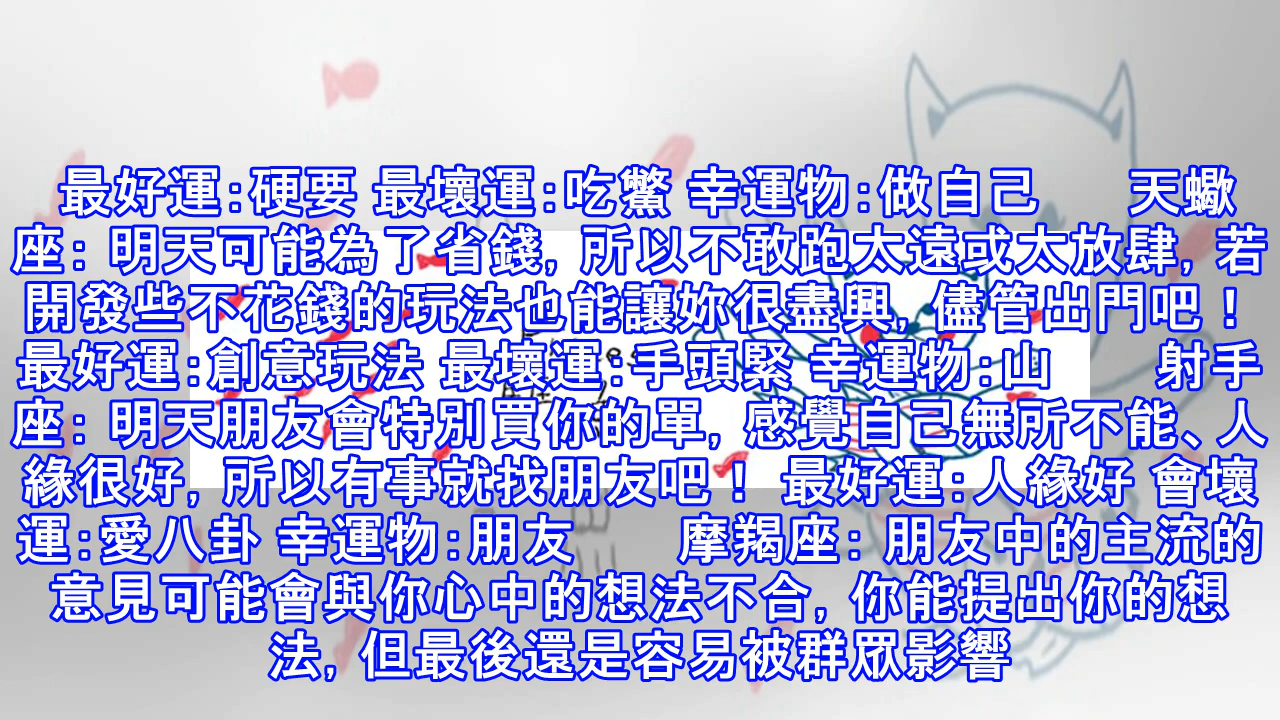 最好運:硬要 最壞運:吃驚 幸運物:做自己 天蠍
座: 明天可能為了省錢, 所以不敢跑太遠或太放肆, 若
開發些不花錢的玩法也能讓妳很盡興, 儘管出門吧!
最好運:創意玩法 最壞運:手頭緊 幸運物:山 射手
座: 明天朋友會特別買你的單, 感覺自己無所不能、人
緣很好, 所以有事就找朋友吧! 最好運:人緣好 會壞
運:愛八卦 幸運物:朋友 摩羯座: 朋友中的主流的
意見可能會與你心中的想法不合, 你能提出你的想
法, 但最後還是容易被群眾影響